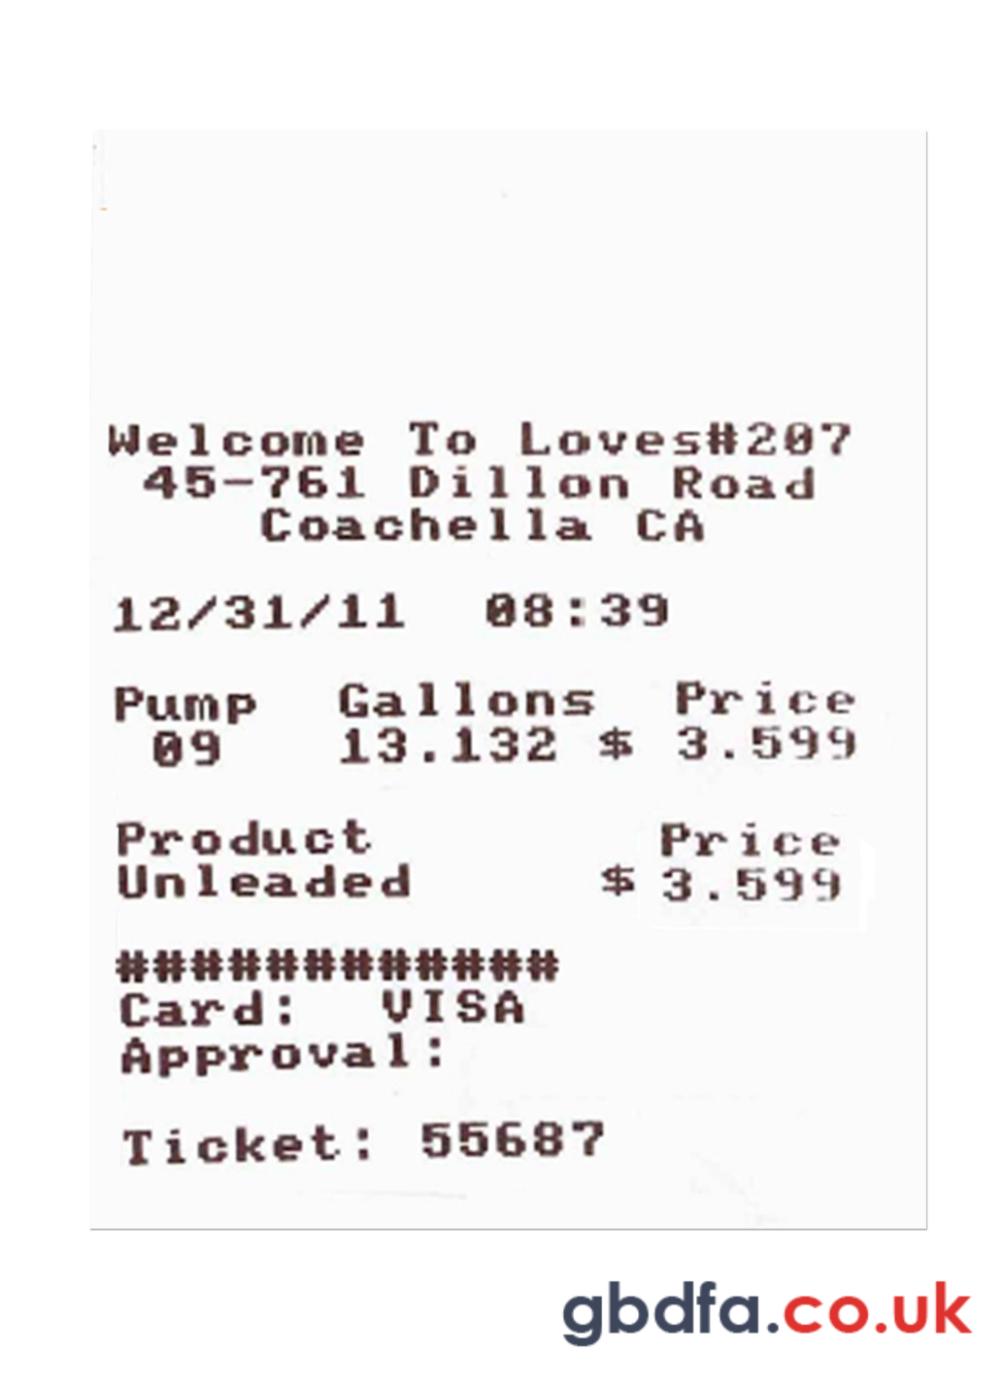 Welcome To Loves#207
45-761 Dillon Road
Coachella CA
12/31/11 08:39
Pump Gallons Price
09 13.132 $ 3.599
Product Price
Unleaded $ 3.599
############
Card: VISA
Approval:
Ticket: 55687
gbdfa.co.uk